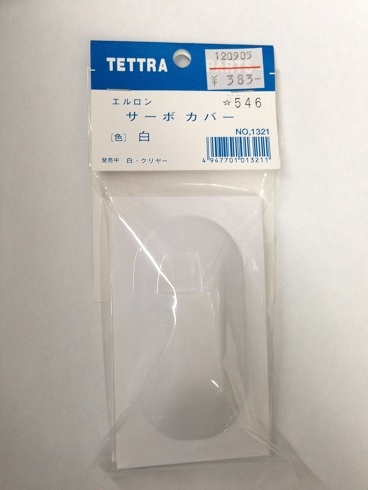 TETTRA
120905
¥383-
エルロン
☆546
サーボ カバー
〔色〕 白
NO,1321
発売中 白・クリヤー
4947701013211